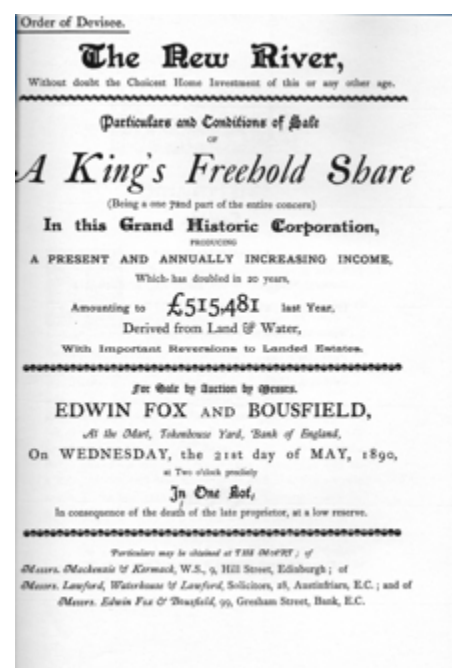 Order of Devisee.
The New River,
Without doubt the Choicest Home Investment of this or any other age.
Particulars and Conditions of Sale
OF
A King's Freehold Share
(Being a one 72nd part of the entire concern)
In this Grand Historic Corporation,
PRODUCING
A PRESENT AND ANNUALLY INCREASING INCOME,
Which has doubled in 20 years,
Amounting to £515,481 last Year,
Derived from Land & Water,
With Important Reversions to Landed Estates.
For Sale by Auction by Messrs.
EDWIN FOX AND BOUSFIELD,
At the Mart, Tokenhouse Yard, Bank of England,
On WEDNESDAY, the 21st day of MAY, 1890,
at Two o'clock precisely
In One Lot,
In consequence of the death of the late proprietor, at a low reserve.
Particulars may be obtained at THE MART; of
Messrs. Mackenzie & Kermack, W.S., 9, Hill Street, Edinburgh; of
Messrs. Lawford, Waterhouse & Lawford, Solicitors, 28, Austinfriars, E.C.; and of
Messrs. Edwin Fox & Bousfield, 99, Gresham Street, Bank, E.C.